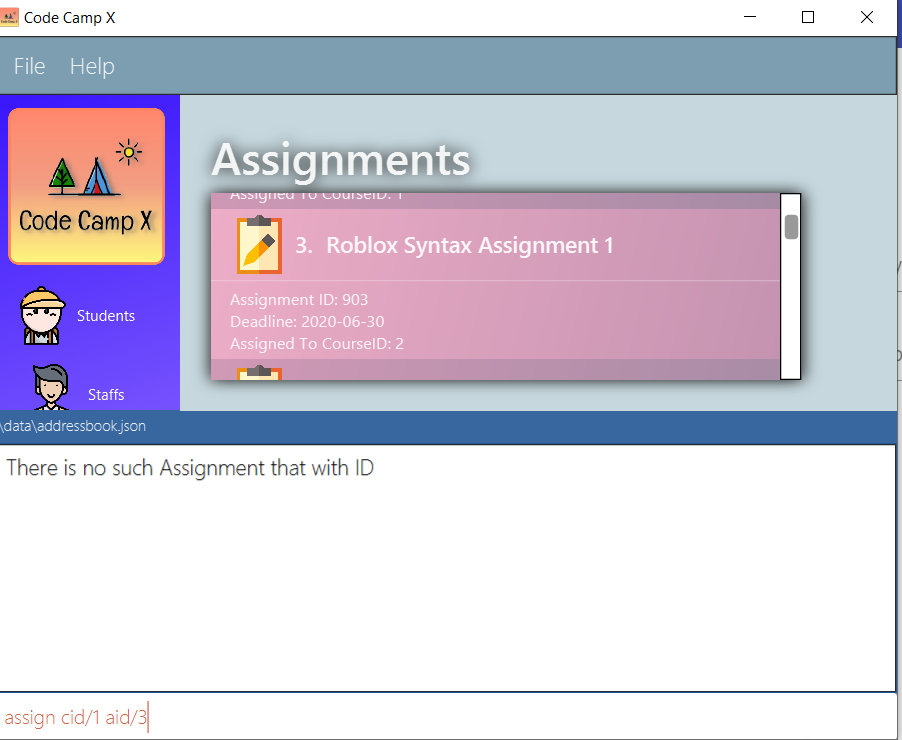 Code Camp X
File Help
Code Camp X
Students
Staffs
Assignments
Assigned To CourseID: 1
3. Roblox Syntax Assignment 1
Assignment ID: 903
Deadline: 2020-06-30
Assigned To CourseID: 2
\data\addressbook.json
There is no such Assignment that with ID
assign cid/1 aid/3